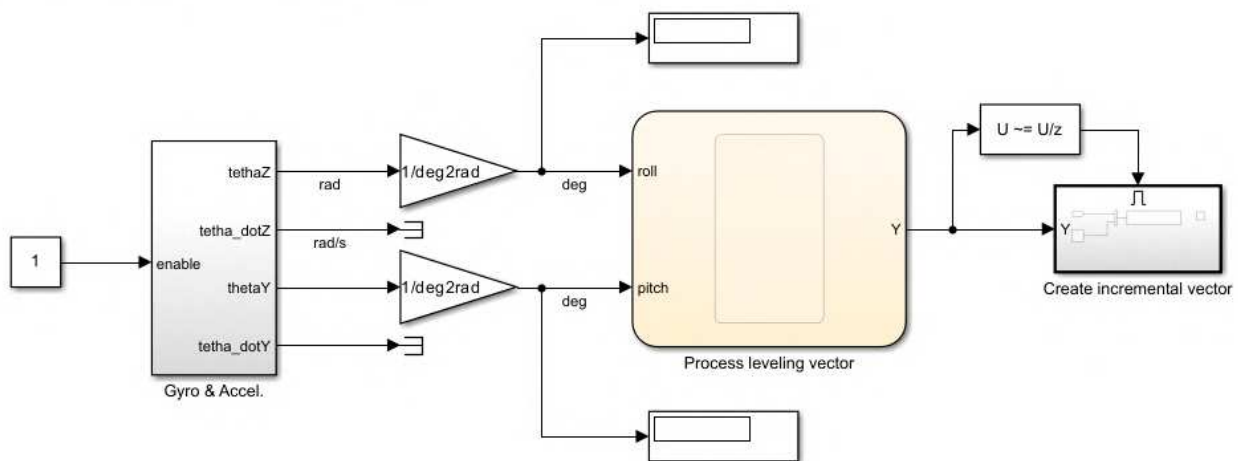 1
enable
tethaZ
tetha_dotZ
thetaY
tetha_dotY
Gyro & Accel.
rad
rad/s
1/deg2rad
1/deg2rad
deg
deg
roll
pitch
Y
Process leveling vector
U ~= U/z
Y
Create incremental vector